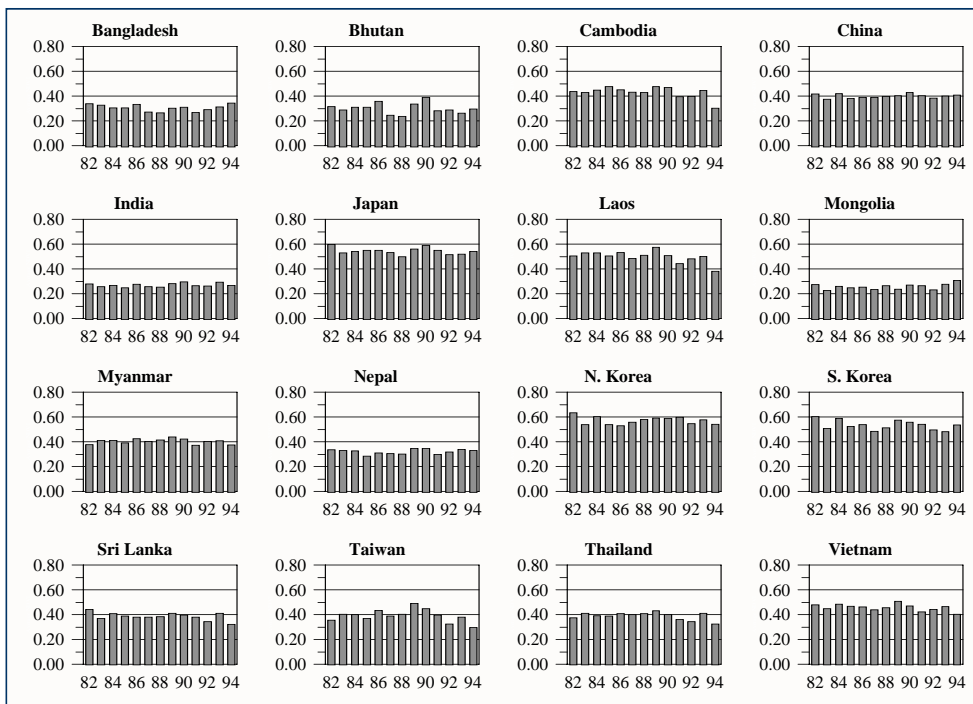 Bangladesh Bhutan Cambodia China
0.80 0.80 0.80 0.80
0.60 0.60 0.60 0.60
0.40 0.40 0.40 0.40
0.20 0.20 0.20 0.20
0.00 0.00 0.00 0.00
82 84 86 88 90 92 94 82 84 86 88 90 92 94 82 84 86 88 90 92 94 82 84 86 88 90 92 94
India Japan Laos Mongolia
0.80 0.80 0.80 0.80
0.60 0.60 0.60 0.60
0.40 0.40 0.40 0.40
0.20 0.20 0.20 0.20
0.00 0.00 0.00 0.00
82 84 86 88 90 92 94 82 84 86 88 90 92 94 82 84 86 88 90 92 94 82 84 86 88 90 92 94
Myanmar Nepal N. Korea S. Korea
0.80 0.80 0.80 0.80
0.60 0.60 0.60 0.60
0.40 0.40 0.40 0.40
0.20 0.20 0.20 0.20
0.00 0.00 0.00 0.00
82 84 86 88 90 92 94 82 84 86 88 90 92 94 82 84 86 88 90 92 94 82 84 86 88 90 92 94
Sri Lanka Taiwan Thailand Vietnam
0.80 0.80 0.80 0.80
0.60 0.60 0.60 0.60
0.40 0.40 0.40 0.40
0.20 0.20 0.20 0.20
0.00 0.00 0.00 0.00
82 84 86 88 90 92 94 82 84 86 88 90 92 94 82 84 86 88 90 92 94 82 84 86 88 90 92 94